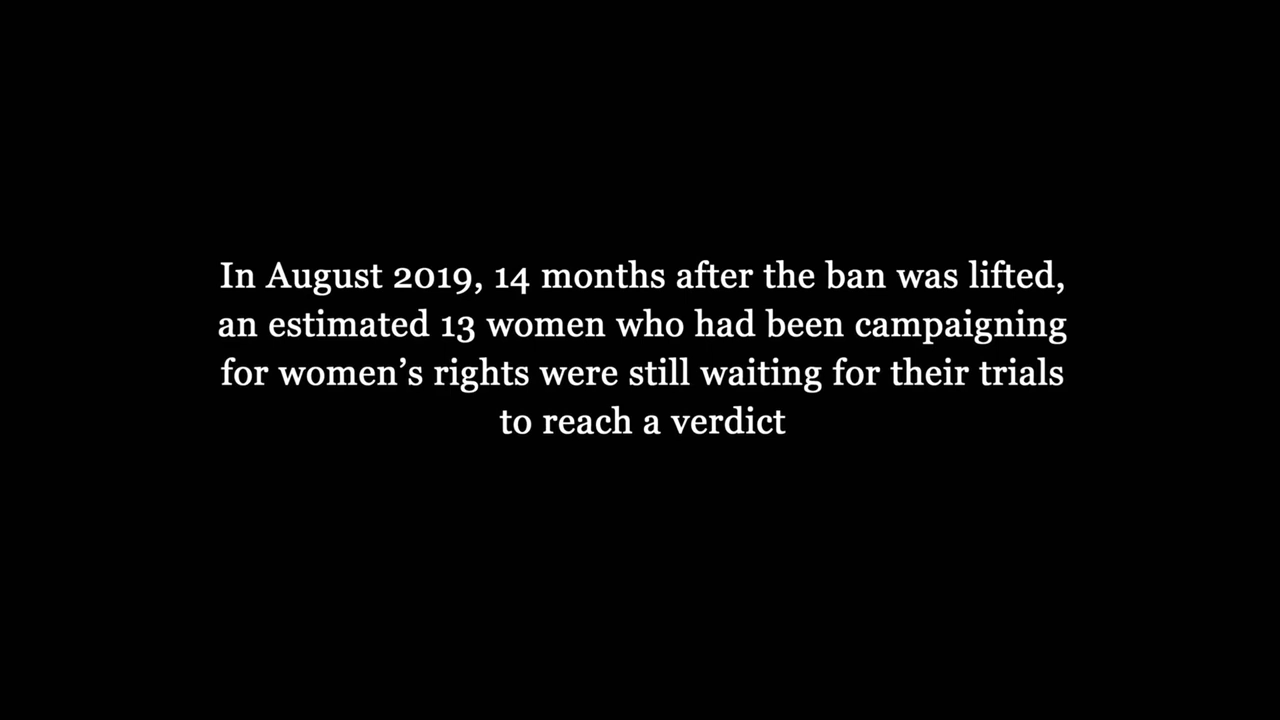 In August 2019, 14 months after the ban was lifted,
an estimated 13 women who had been campaigning
for women’s rights were still waiting for their trials
to reach a verdict